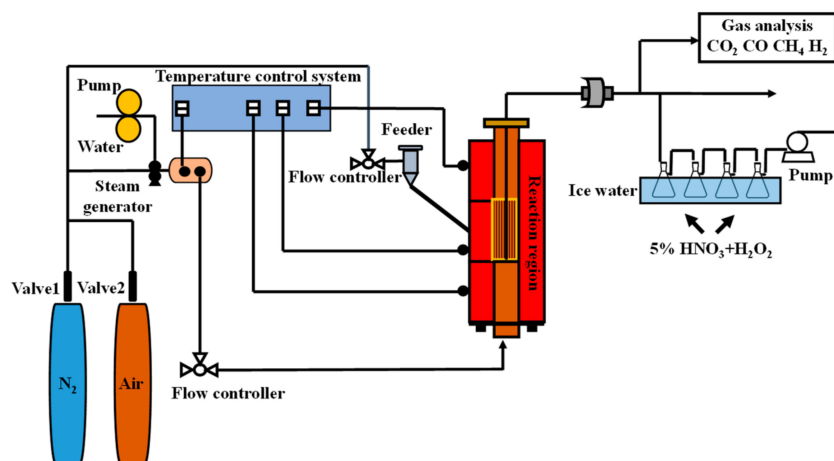 Gas analysis
CO₂ CO CH₄ H₂
Temperature control system
Pump
Water
Feeder
Flow controller
Steam
generator
Reaction region
Ice water
Pump
5% HNO₃+H₂O₂
Valve1
Valve2
N₂
Air
Flow controller